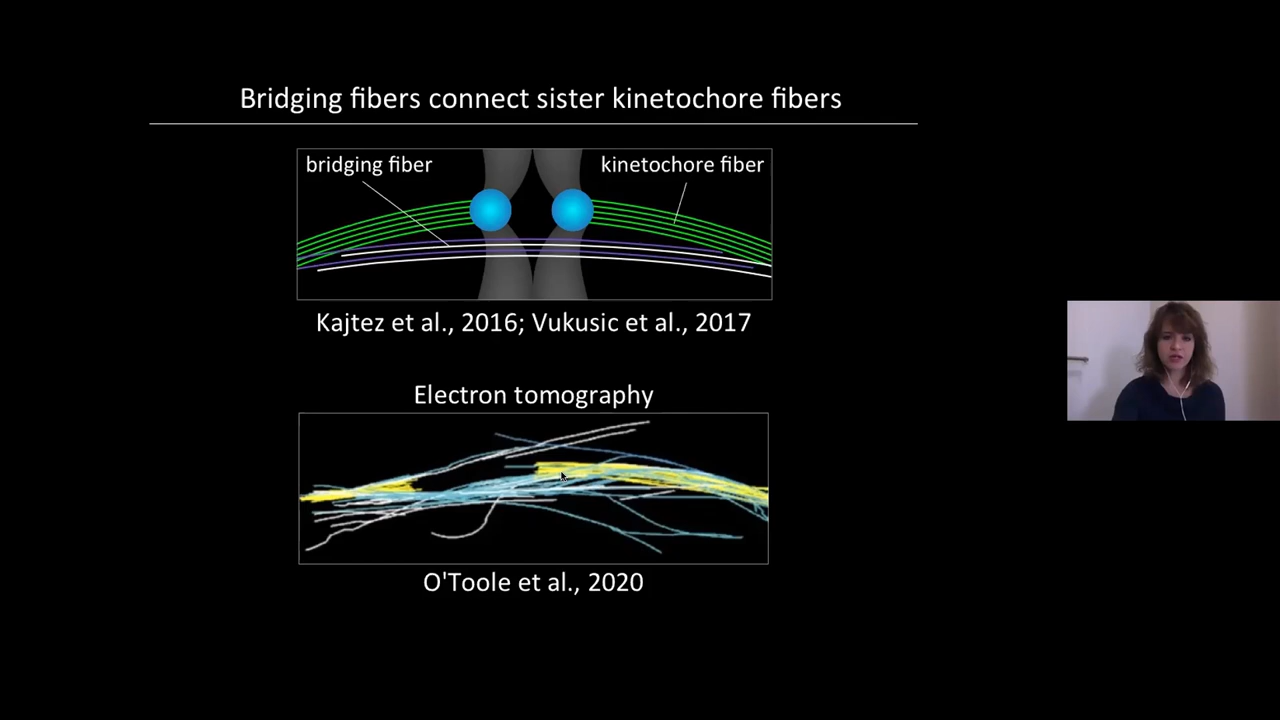 Bridging fibers connect sister kinetochore fibers
bridging fiber
kinetochore fiber
Kajtez et al., 2016; Vukusic et al., 2017
Electron tomography
O'Toole et al., 2020